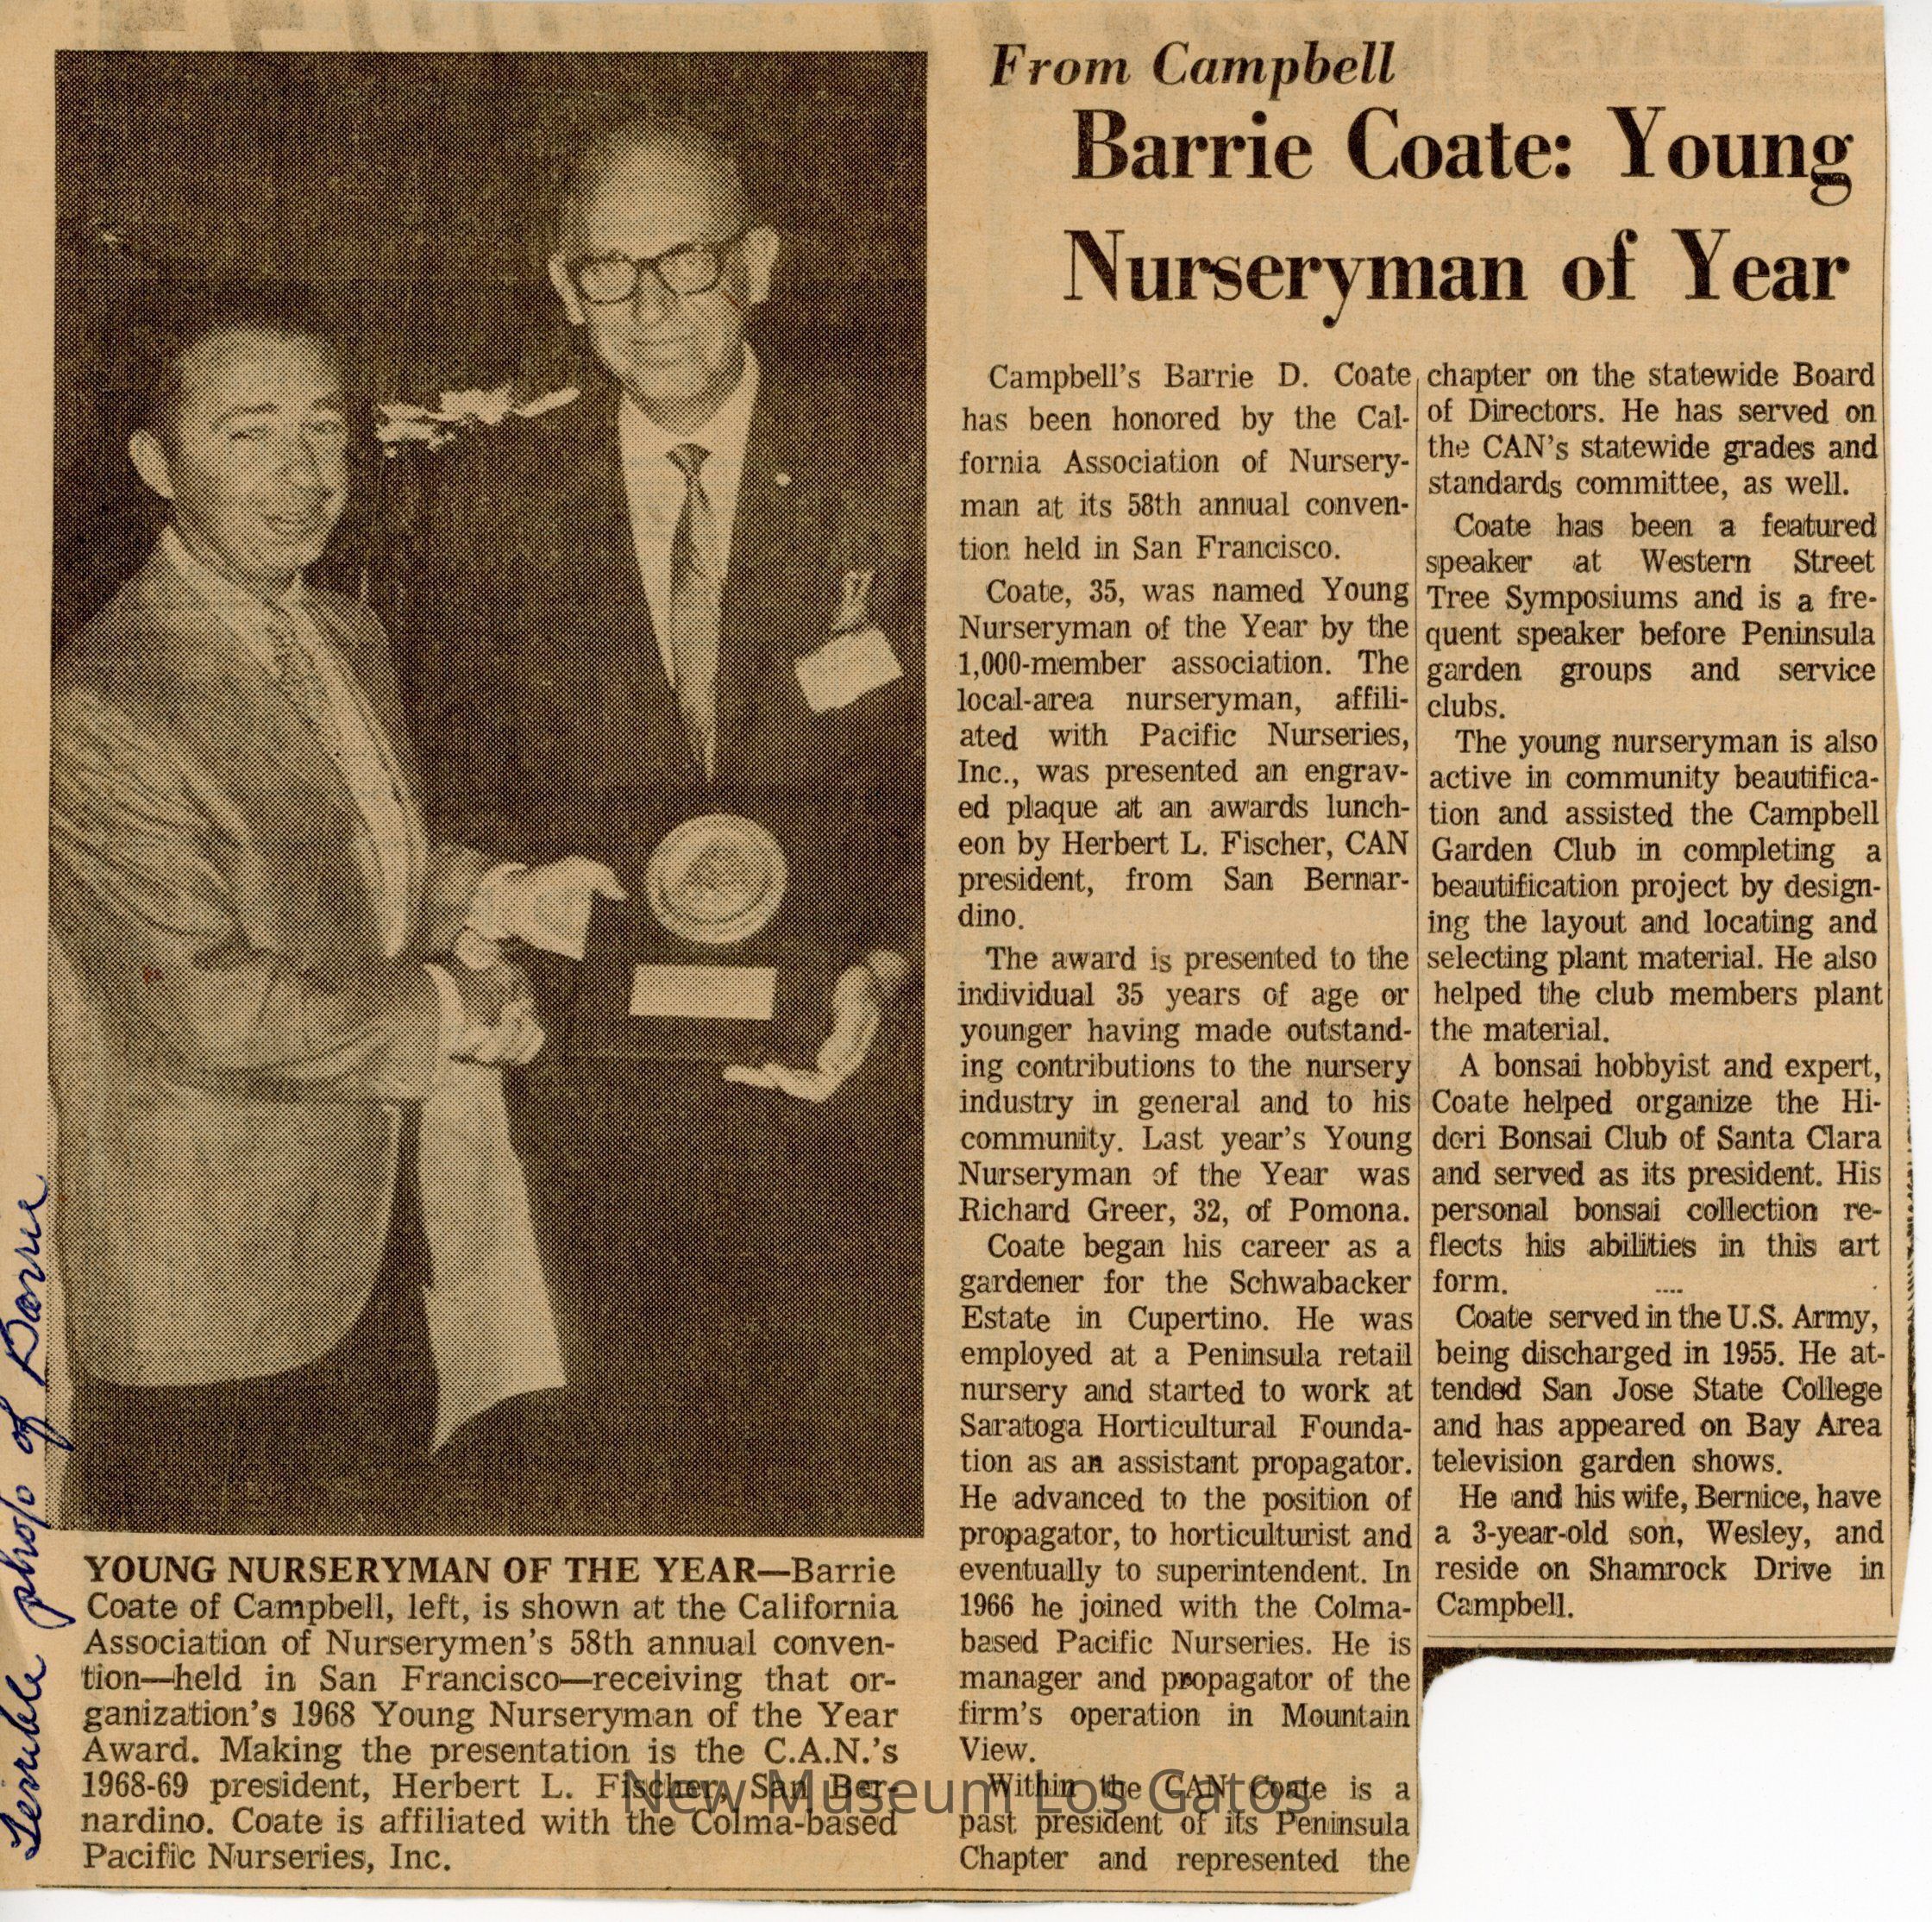 From Campbell
Barrie Coate: Young
Nurseryman of Year
Campbell's Barrie D. Coate
has been honored by the Cal-
fornia Association of Nursery-
man at its 58th annual conven-
tion held in San Francisco.
Coate, 35, was named Young
Nurseryman of the Year by the
1,000-member association. The
local-area nurseryman, affili-
ated with Pacific Nurseries,
Inc., was presented an engrav-
ed plaque at an awards lunch-
eon by Herbert L. Fischer, CAN
president, from San Bernar-
dino.
The award is presented to the
individual 35 years of age or
younger having made outstand-
ing contributions to the nursery
industry in general and to his
community. Last year's Young
Nurseryman of the Year was
Richard Greer, 32, of Pomona.
Coate began his career as a
gardener for the Schwabacker
Estate in Cupertino. He was
employed at a Peninsula retail
nursery and started to work at
Saratoga Horticultural Founda-
tion as an assistant propagator.
He advanced to the position of
propagator, to horticulturist and
eventually to superintendent. In
1966 he joined with the Colma-
based Pacific Nurseries. He is
manager and propagator of the
firm's operation in Mountain
View.
Within the CAN Coate is a
past president of its Peninsula
Chapter and represented the
chapter on the statewide Board
of Directors. He has served on
the CAN's statewide grades and
standards committee, as well.
Coate has been a featured
speaker at Western Street
Tree Symposiums and is a fre-
quent speaker before Peninsula
garden groups and service
clubs.
The young nurseryman is also
active in community beautifica-
tion and assisted the Campbell
Garden Club in completing a
beautification project by design-
ing the layout and locating and
selecting plant material. He also
helped the club members plant
the material.
A bonsai hobbyist and expert,
Coate helped organize the Hi-
dori Bonsai Club of Santa Clara
and served as its president. His
personal bonsai collection re-
flects his abilities in this art
form. ....
Coate served in the U.S. Army,
being discharged in 1955. He at-
tended San Jose State College
and has appeared on Bay Area
television garden shows.
He and his wife, Bernice, have
a 3-year-old son, Wesley, and
reside on Shamrock Drive in
Campbell.
YOUNG NURSERYMAN OF THE YEAR—Barrie
Coate of Campbell, left, is shown at the California
Association of Nurserymen's 58th annual conven-
tion—held in San Francisco—receiving that or-
ganization's 1968 Young Nurseryman of the Year
Award. Making the presentation is the C.A.N.'s
1968-69 president, Herbert L. Fischer, San Ber-
nardino. Coate is affiliated with the Colma-based
Pacific Nurseries, Inc.
Terrible photo of Barrie
New Museum Los Gatos